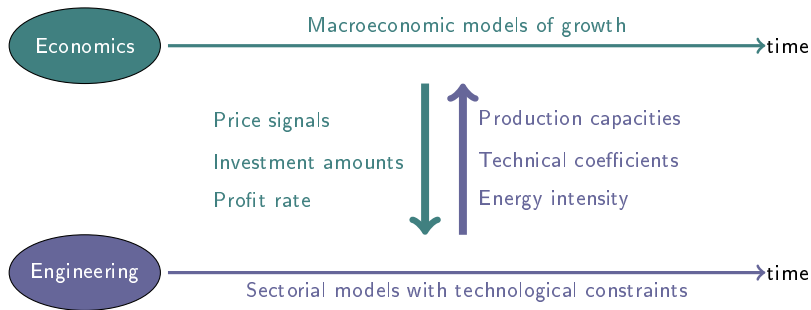 Macroeconomic models of growth
Economics
time
Price signals
Investment amounts
Profit rate
Production capacities
Technical coefficients
Energy intensity
Engineering
time
Sectorial models with technological constraints